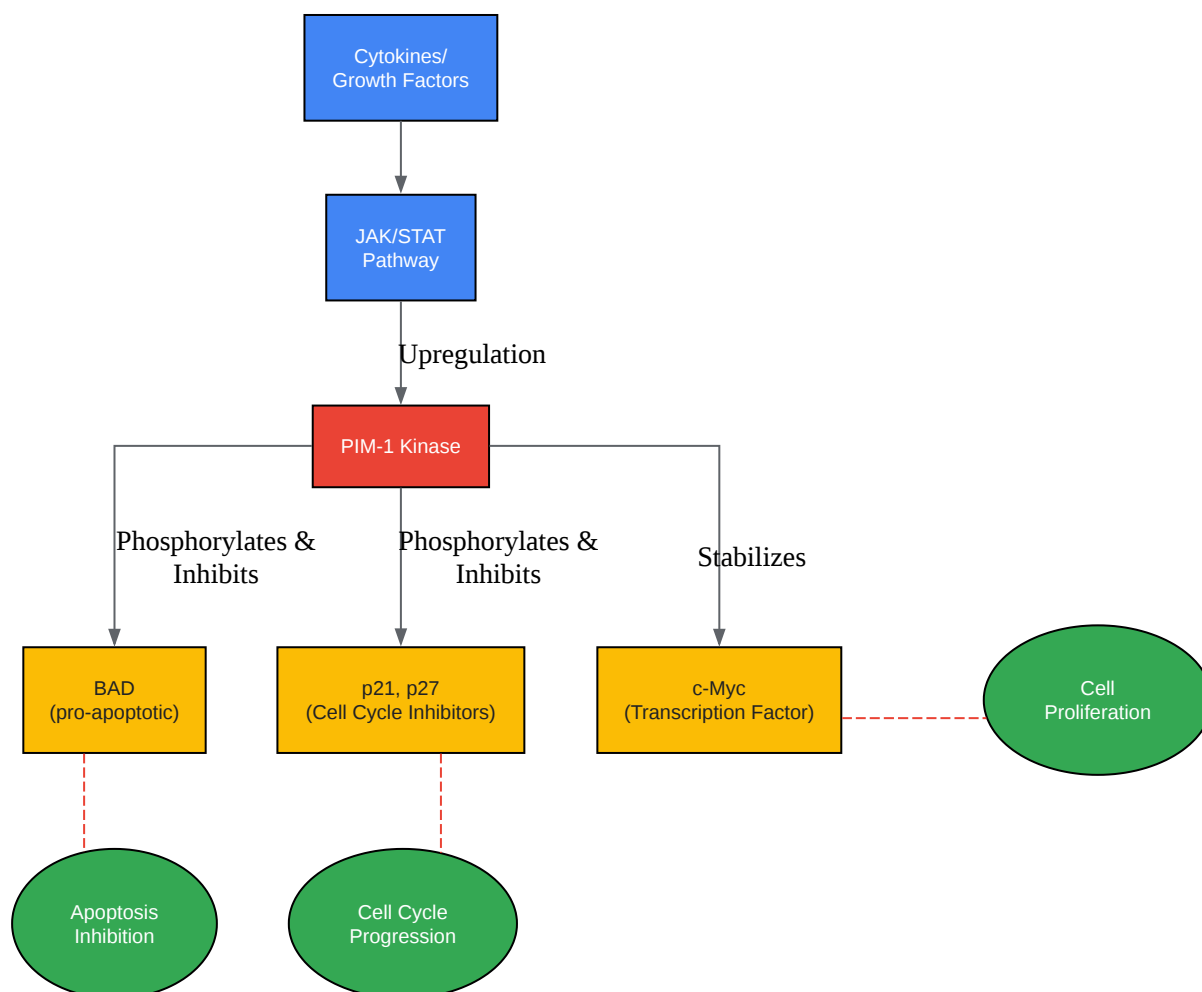 Cytokines/
Growth Factors
JAK/STAT
Pathway
Upregulation
PIM-1 Kinase
Phosphorylates &
Inhibits
Phosphorylates &
Inhibits
Stabilizes
BAD
(pro-apoptotic)
p21, p27
(Cell Cycle Inhibitors)
c-Myc
(Transcription Factor)
Cell
Proliferation
Apoptosis
Inhibition
Cell Cycle
Progression